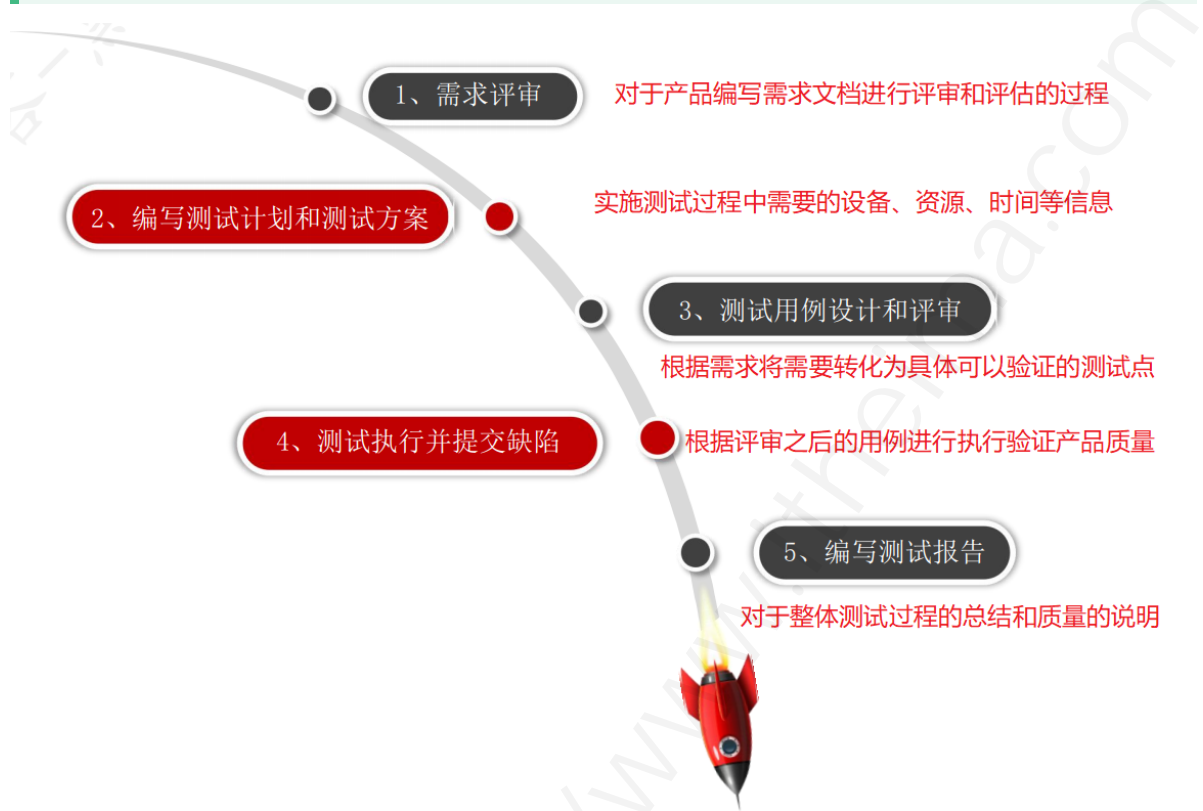 1、需求评审
对于产品编写需求文档进行评审和评估的过程
2、编写测试计划和测试方案
实施测试过程中需要的设备、资源、时间等信息
3、测试用例设计和评审
根据需求将需要转化为具体可以验证的测试点
4、测试执行并提交缺陷
根据评审之后的用例进行执行验证产品质量
5、编写测试报告
对于整体测试过程的总结和质量的说明
www.itheima.com